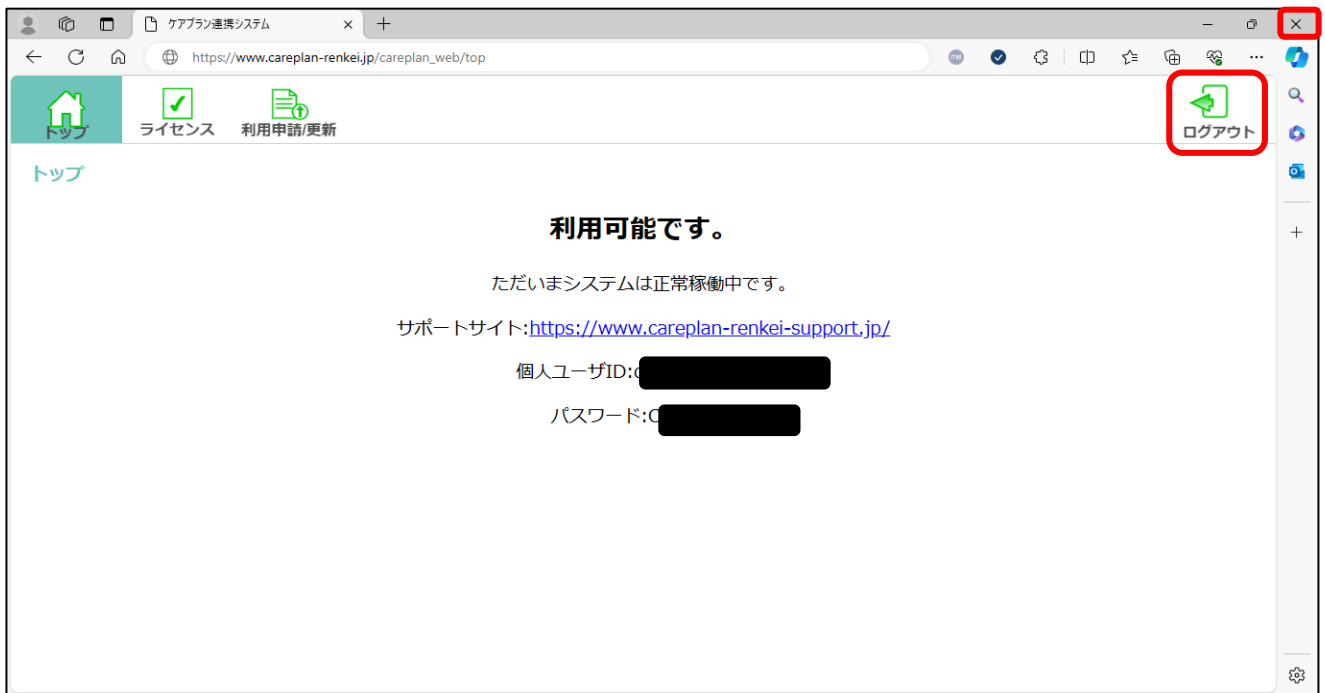 ケアプラン連携システム
https://www.careplan-renkei.jp/careplan_web/top
トップ
ライセンス
利用申請/更新
ログアウト
トップ
利用可能です。
ただいまシステムは正常稼働中です。
サポートサイト:https://www.careplan-renkei-support.jp/
個人ユーザID:
パスワード:C